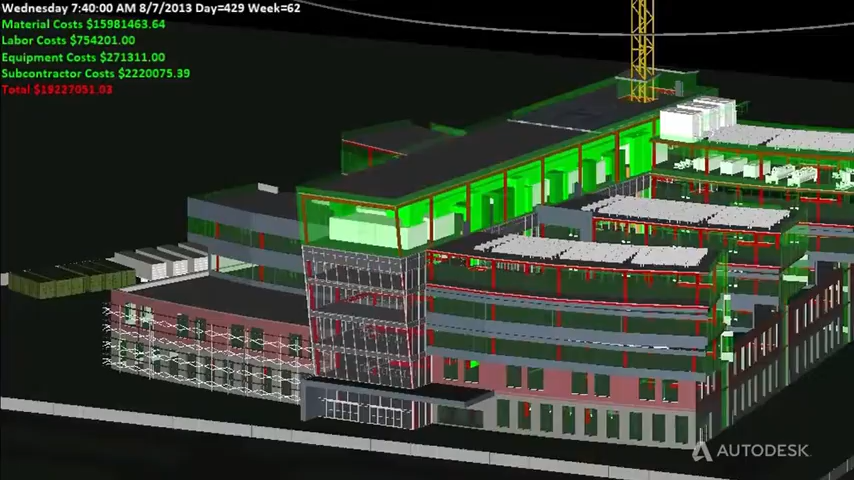 Wednesday 7:40:00 AM 8/7/2013 Day=429 Week=62
Material Costs $15981463.64
Labor Costs $754201.00
Equipment Costs $271311.00
Subcontractor Costs $2220075.39
Total $19227051.03
AUTODESK